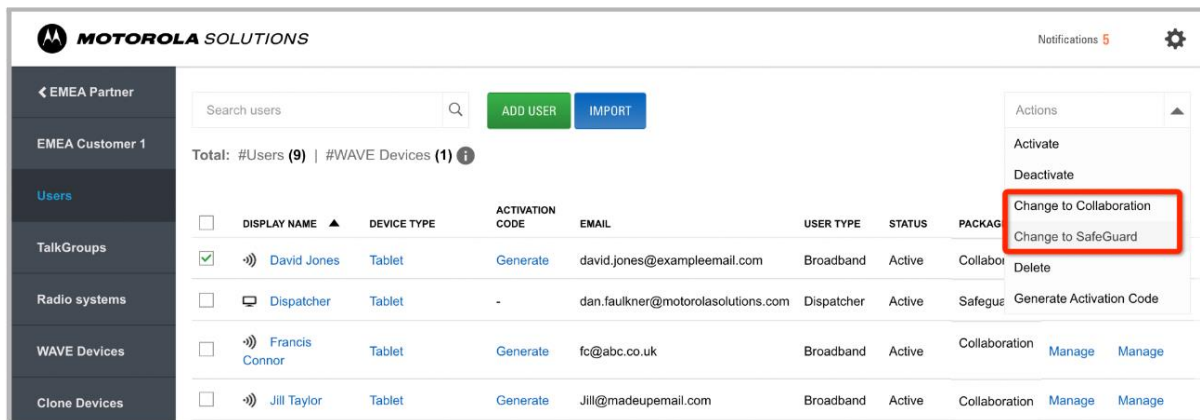 MOTOROLA SOLUTIONS
Notifications 5
EMEA Partner
EMEA Customer 1
Users
TalkGroups
Radio systems
WAVE Devices
Clone Devices
Search users
ADD USER
IMPORT
Actions
Activate
Deactivate
Change to Collaboration
Change to SafeGuard
Delete
Generate Activation Code
Total: #Users (9) | #WAVE Devices (1)
DISPLAY NAME DEVICE TYPE ACTIVATION CODE EMAIL USER TYPE STATUS PACKAG
David Jones Tablet Generate david.jones@exampleemail.com Broadband Active Collabor
Dispatcher Tablet - dan.faulkner@motorolasolutions.com Dispatcher Active Safegua
Francis Connor Tablet Generate fc@abc.co.uk Broadband Active Collaboration Manage Manage
Jill Taylor Tablet Generate Jill@madeupemail.com Broadband Active Collaboration Manage Manage